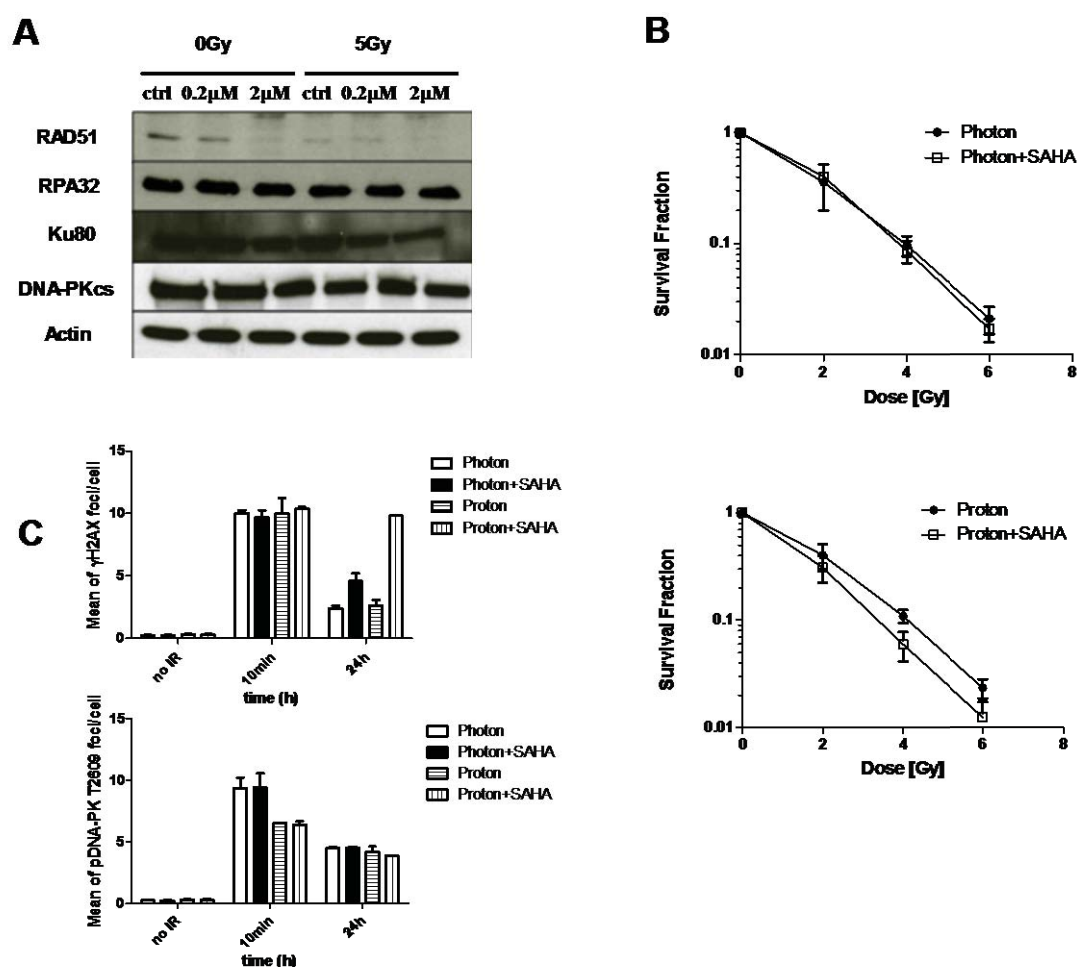 A
0Gy 5Gy
ctrl 0.2μM 2μM ctrl 0.2μM 2μM
RAD51
RPA32
Ku80
DNA-PKcs
Actin
B
Photon
Photon+SAHA
Survival Fraction
1
0.1
0.01
0 2 4 6 8
Dose [Gy]
Proton
Proton+SAHA
Survival Fraction
1
0.1
0.01
0 2 4 6 8
Dose [Gy]
C
Mean of γH2AX foci/cell
15
10
5
0
Photon
Photon+SAHA
Proton
Proton+SAHA
no IR 10min 24h
time (h)
Mean of pDNA-PK T2609 foci/cell
15
10
5
0
Photon
Photon+SAHA
Proton
Proton+SAHA
no IR 10min 24h
time (h)